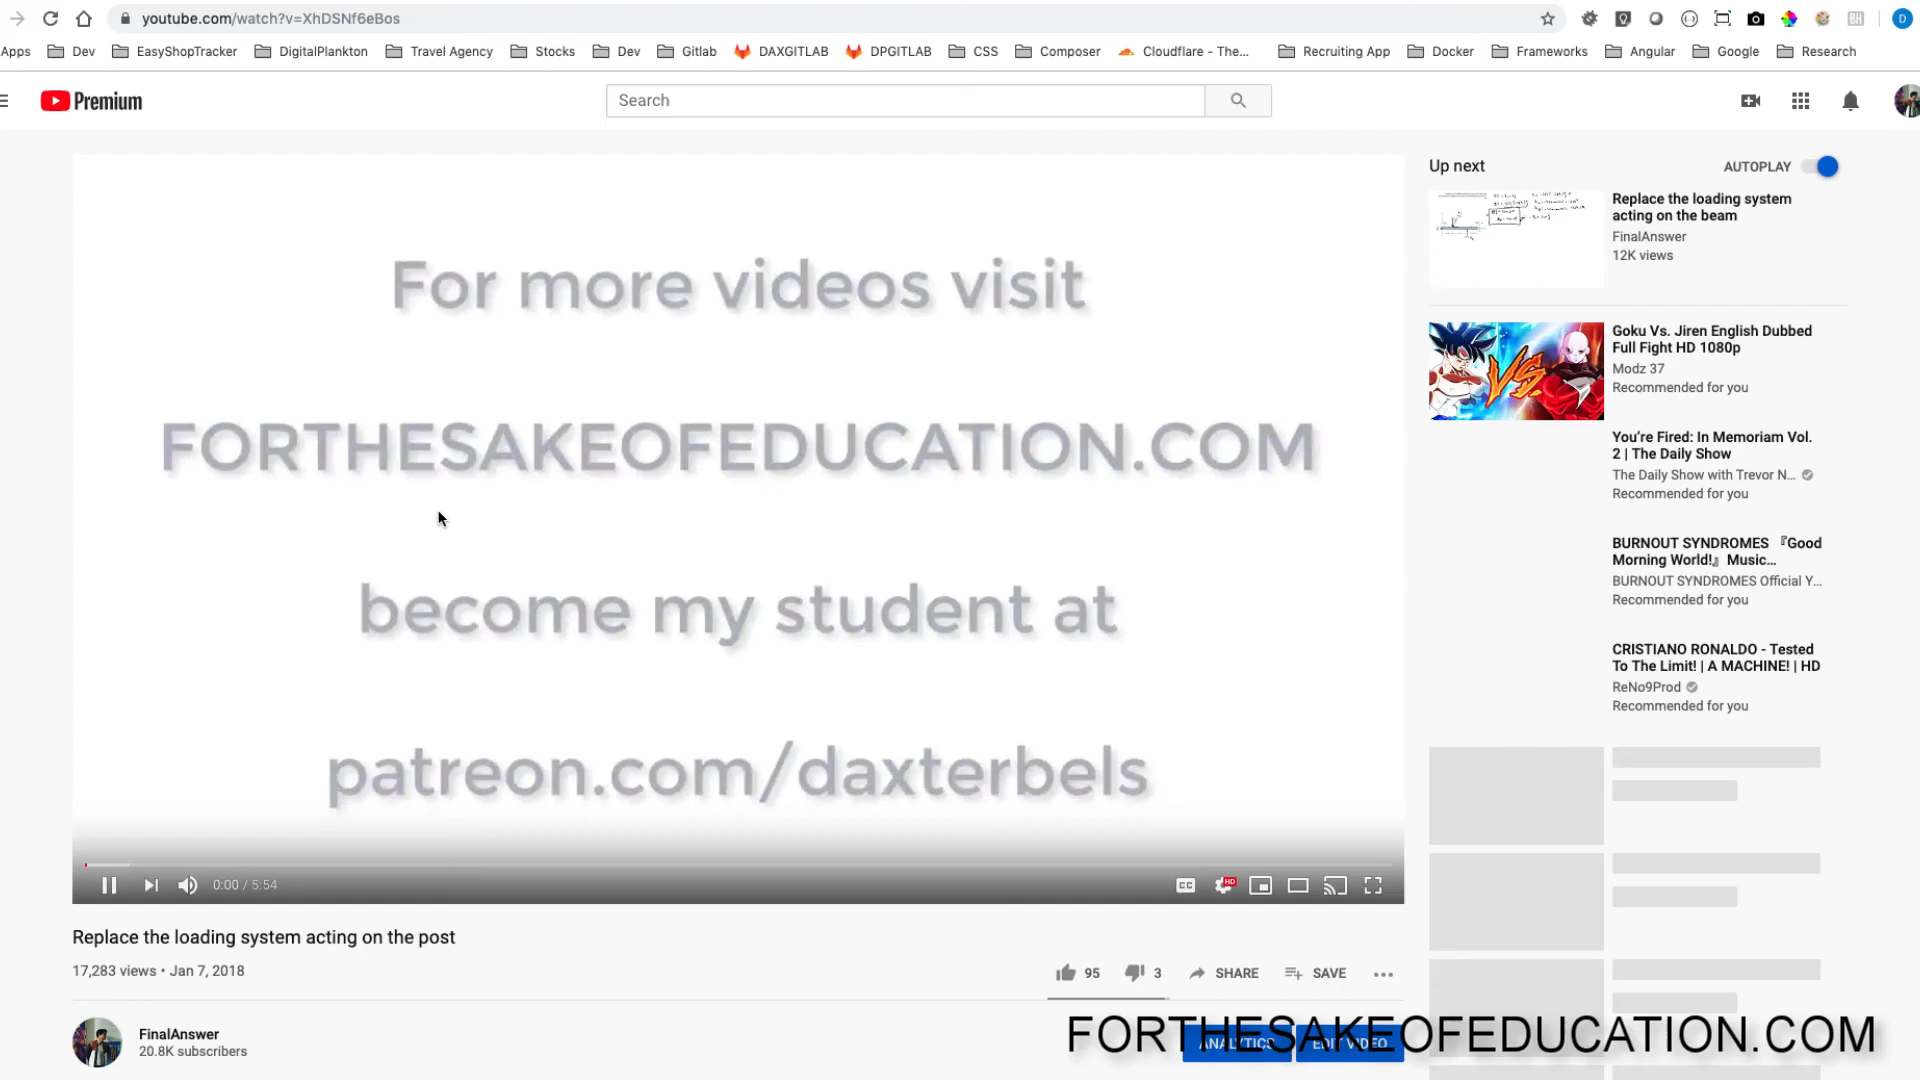 youtube.com/watch?v=XhDSNf6eBos
Apps Dev EasyShopTracker DigitalPlankton Travel Agency Stocks Dev Gitlab DAXGITLAB DPGITLAB CSS Composer Cloudflare - The... Recruiting App Docker Frameworks Angular Google Research
Premium
Search
For more videos visit
FORTHESAKEOFEDUCATION.COM
become my student at
patreon.com/daxterbels
0:00 / 5:54
CC
HD
Replace the loading system acting on the post
17,283 views • Jan 7, 2018
95 3 SHARE SAVE
FinalAnswer
20.8K subscribers
ANALYTICS EDIT VIDEO
Up next
AUTOPLAY
Replace the loading system
acting on the beam
FinalAnswer
12K views
VS
Goku Vs. Jiren English Dubbed
Full Fight HD 1080p
Modz 37
Recommended for you
You're Fired: In Memoriam Vol.
2 | The Daily Show
The Daily Show with Trevor N...
Recommended for you
BURNOUT SYNDROMES 『Good
Morning World!』 Music...
BURNOUT SYNDROMES Official Y...
Recommended for you
CRISTIANO RONALDO - Tested
To The Limit! | A MACHINE! | HD
ReNo9Prod
Recommended for you
FORTHESAKEOFEDUCATION.COM